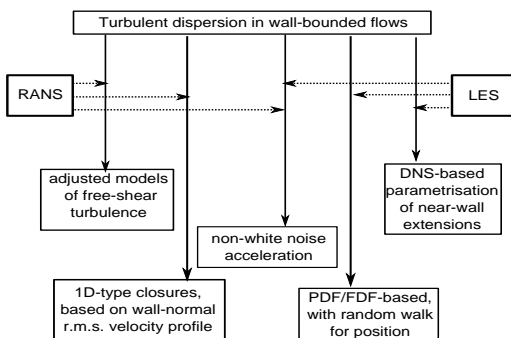 Turbulent dispersion in wall-bounded flows
RANS
LES
adjusted models
of free-shear
turbulence
DNS-based
parametrisation
of near-wall
extensions
non-white noise
acceleration
1D-type closures,
based on wall-normal
r.m.s. velocity profile
PDF/FDF-based,
with random walk
for position